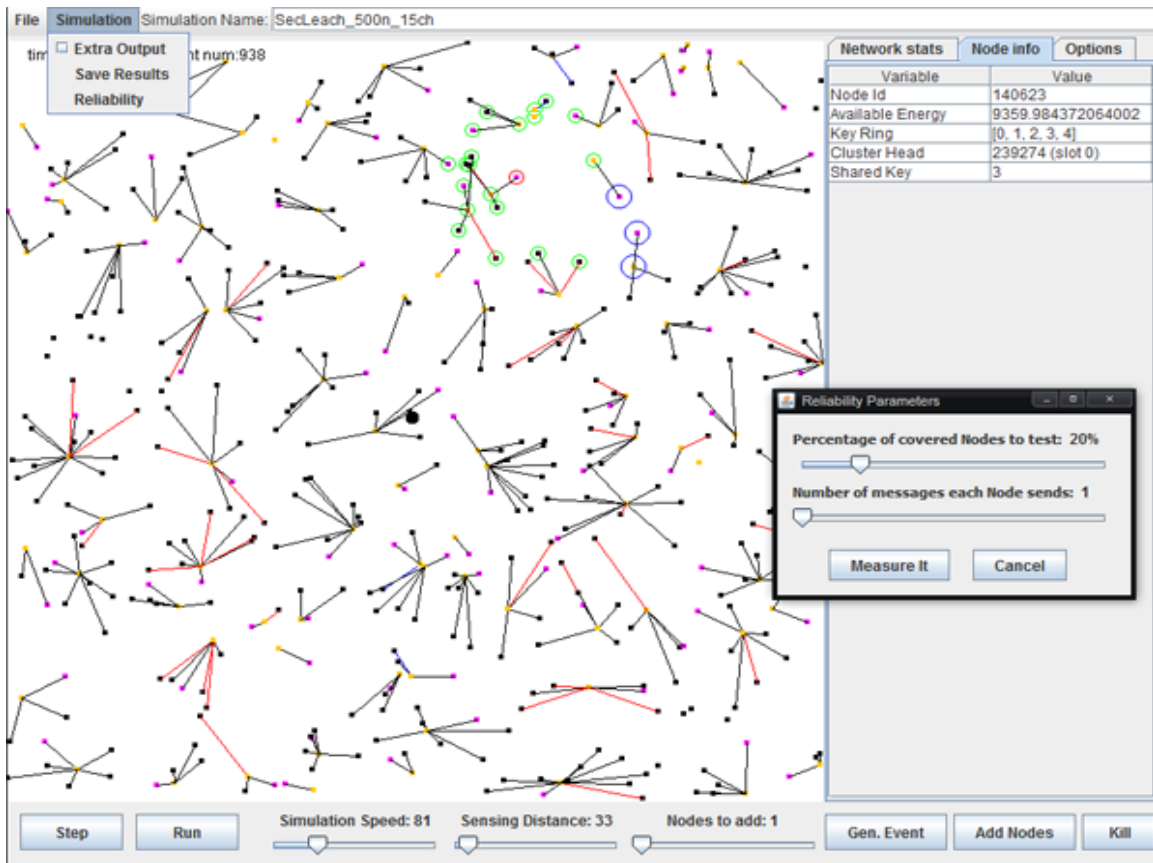 File Simulation Simulation Name: SecLeach_500n_15ch
Extra Output
Save Results
Reliability
tim
nt num:938
Network stats Node info Options
Variable Value
Node Id 140623
Available Energy 9359.984372064002
Key Ring [0, 1, 2, 3, 4]
Cluster Head 239274 (slot 0)
Shared Key 3
Reliability Parameters
Percentage of covered Nodes to test: 20%
Number of messages each Node sends: 1
Measure It Cancel
Step Run Simulation Speed: 81 Sensing Distance: 33 Nodes to add: 1 Gen. Event Add Nodes Kill